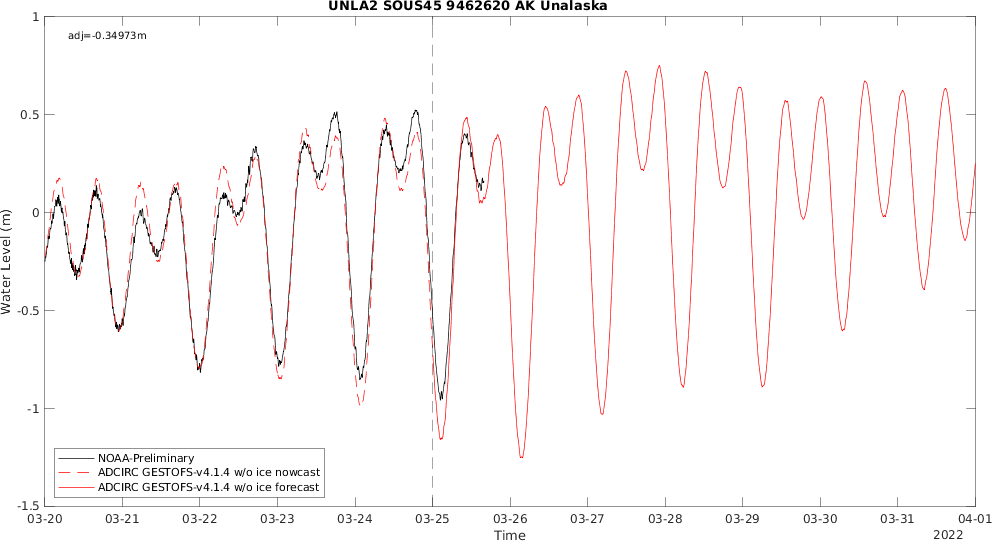 UNLA2 SOUS45 9462620 AK Unalaska
adj=-0.34973m
1
0.5
0
-0.5
-1
-1.5
Water Level (m)
NOAA-Preliminary
ADCIRC GESTOFS-v4.1.4 w/o ice nowcast
ADCIRC GESTOFS-v4.1.4 w/o ice forecast
03-20 03-21 03-22 03-23 03-24 03-25 03-26 03-27 03-28 03-29 03-30 03-31 04-01
Time
2022